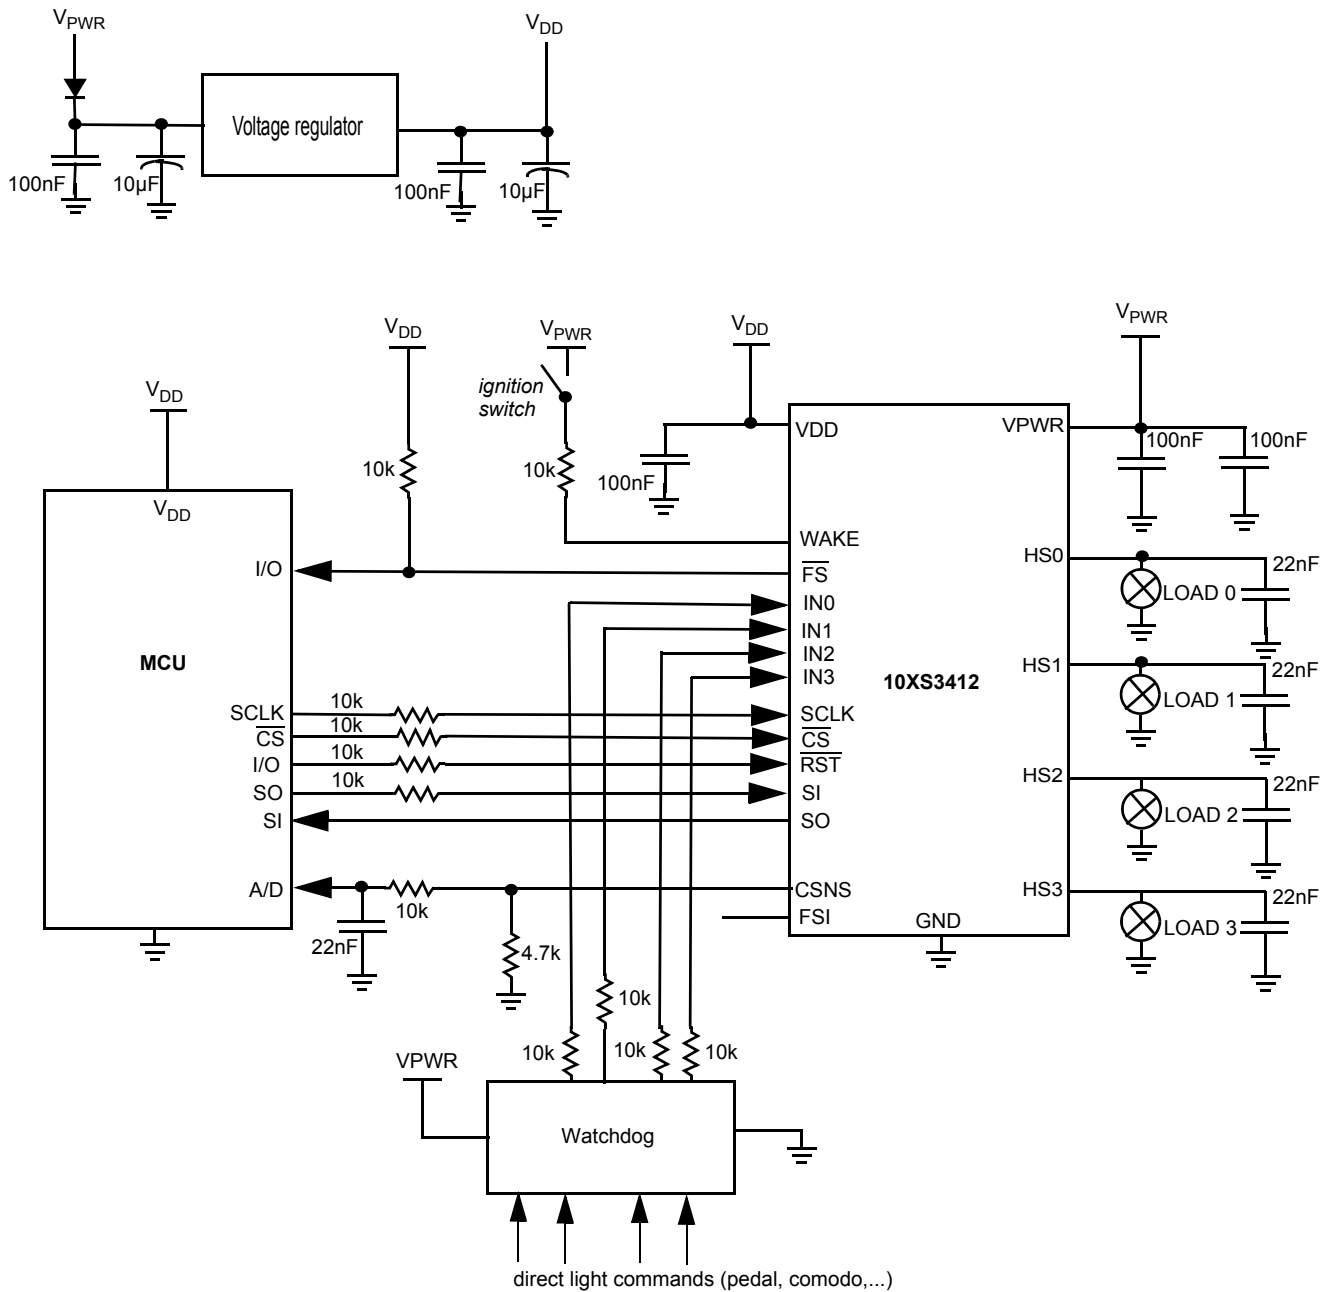 VPWR
VDD
Voltage regulator
100nF
10µF
100nF
10µF
VDD
VPWR
VDD
VPWR
ignition
switch
VDD
10k
10k
100nF
VDD
VPWR
100nF
100nF
VDD
WAKE
I/O
FS
HS0
22nF
LOAD 0
IN0
IN1
IN2
IN3
MCU
10XS3412
HS1
22nF
LOAD 1
SCLK
10k
SCLK
CS
10k
CS
I/O
10k
RST
SO
10k
SI
SI
SO
HS2
22nF
LOAD 2
A/D
10k
CSNS
FSI
GND
HS3
22nF
LOAD 3
22nF
4.7k
10k
10k
10k
10k
VPWR
Watchdog
direct light commands (pedal, comodo,...)